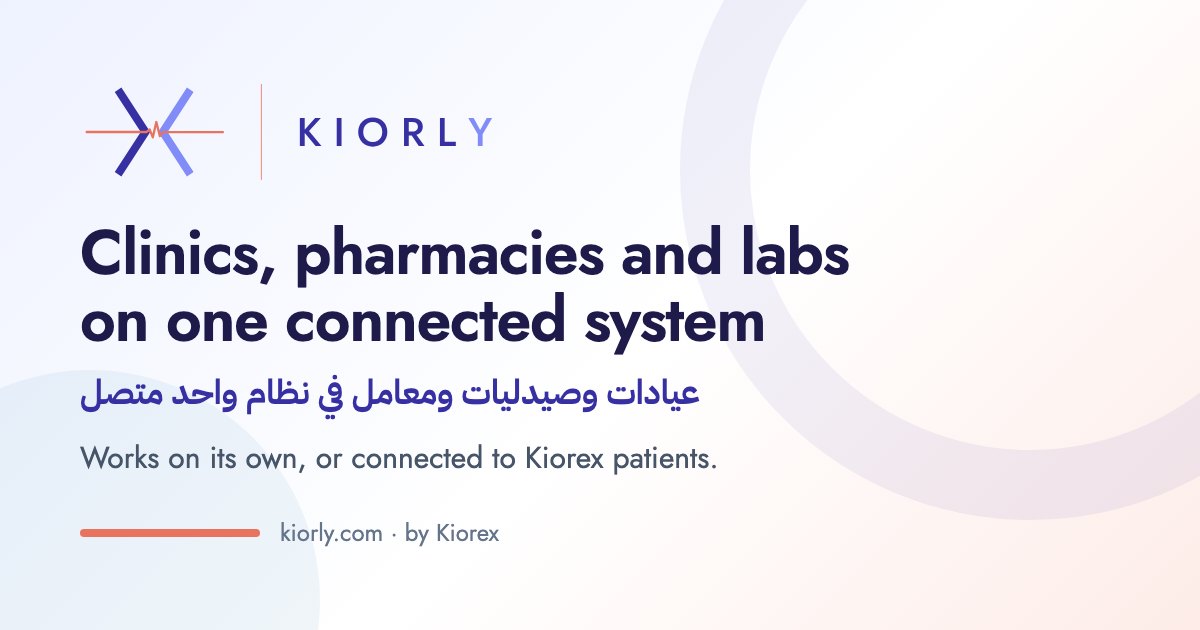 KIORLY
Clinics, pharmacies and labs
on one connected system
عيادات وصيدليات ومعامل في نظام واحد متصل
Works on its own, or connected to Kiorex patients.
kiorly.com · by Kiorex